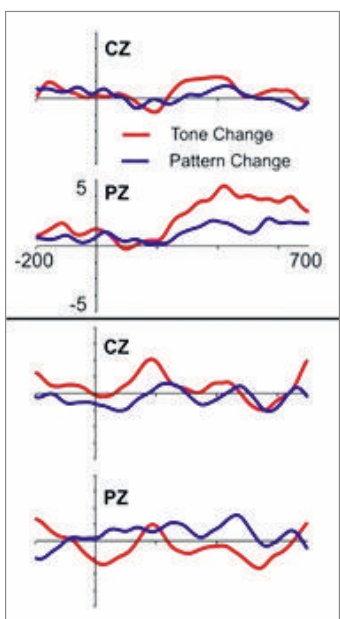 CZ
Tone Change
Pattern Change
5
PZ
-200
700
-5
CZ
PZ